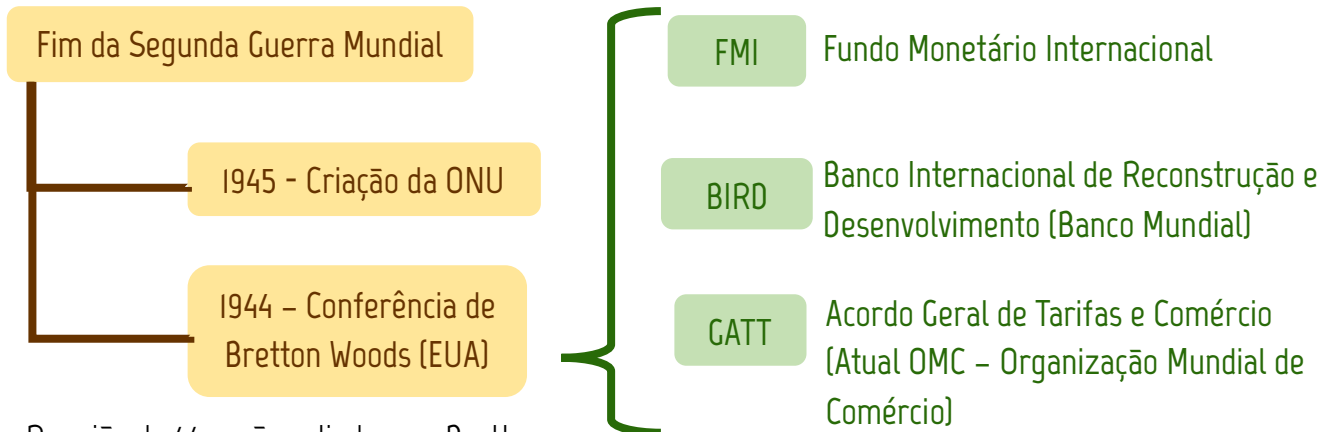 Fim da Segunda Guerra Mundial
1945 - Criação da ONU
1944 – Conferência de
Bretton Woods (EUA)
FMI
Fundo Monetário Internacional
BIRD
Banco Internacional de Reconstrução e
Desenvolvimento (Banco Mundial)
GATT
Acordo Geral de Tarifas e Comércio
(Atual OMC – Organização Mundial de
Comércio)